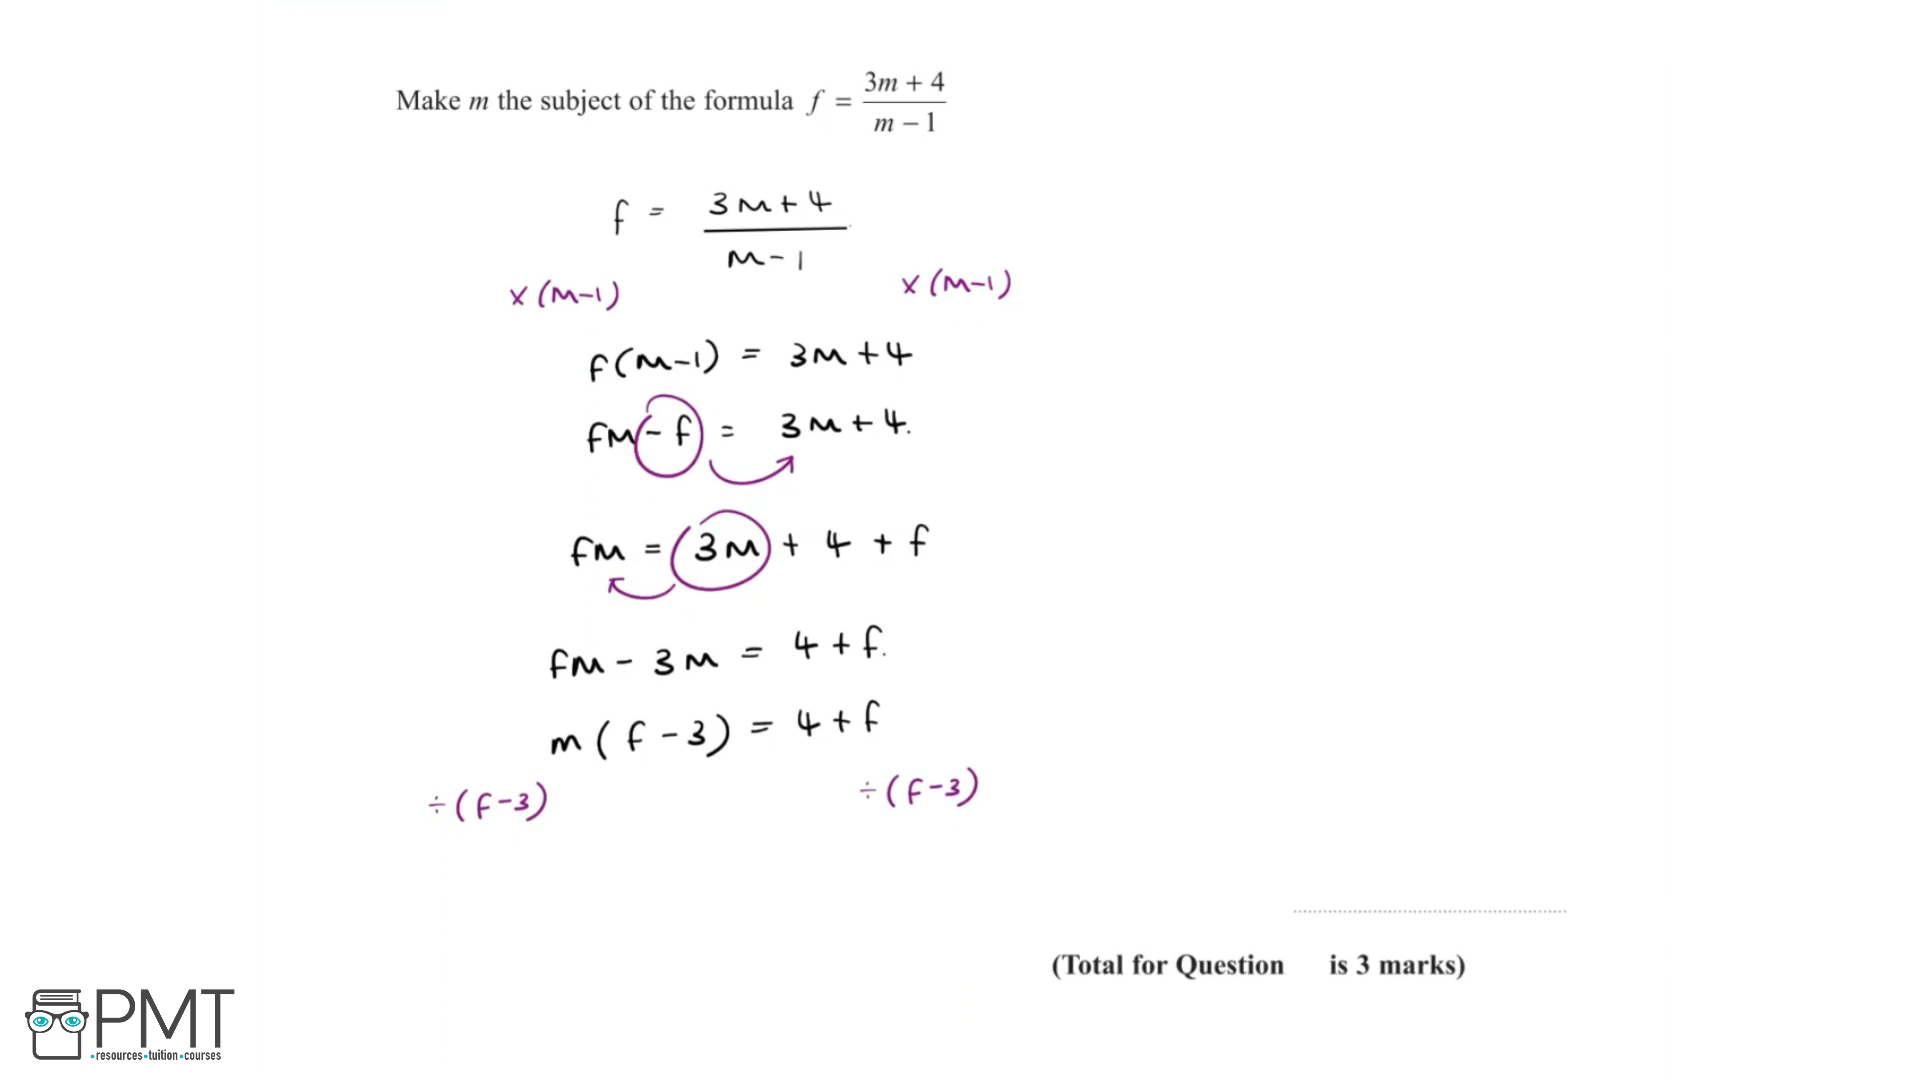 Make m the subject of the formula f = (3m + 4)/(m − 1)
f = (3m + 4)/(m − 1)
× (m−1) × (m−1)
f(m−1) = 3m + 4
fm − f = 3m + 4.
fm = 3m + 4 + f
fm − 3m = 4 + f.
m(f − 3) = 4 + f
÷ (f−3) ÷ (f−3)
(Total for Question is 3 marks)
PMT
•resources•tuition•courses